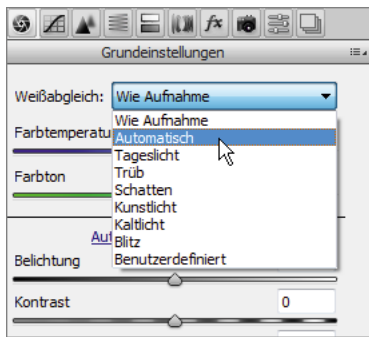 fx
Grundeinstellungen
Weißabgleich: Wie Aufnahme
Wie Aufnahme
Farbtemperatu Automatisch
Tageslicht
Trüb
Farbton
Schatten
Kunstlicht
Kaltlicht
Aut
Blitz
Belichtung
Benutzerdefiniert
Kontrast 0